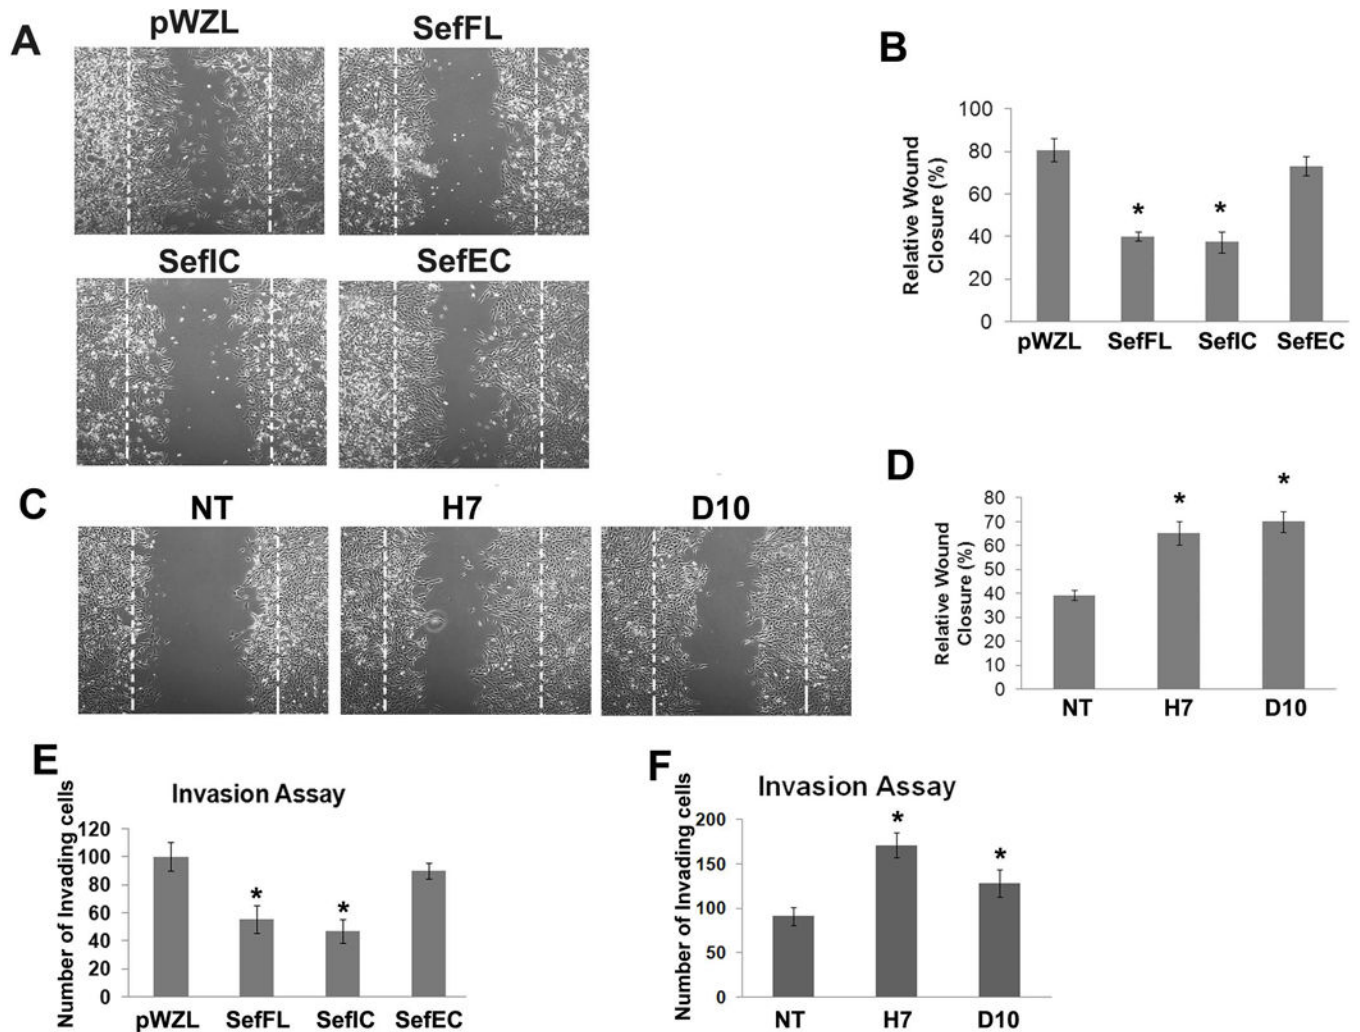 A
pWZL
SefFL
SefIC
SefEC
B
Relative Wound
Closure (%)
100
80
60
40
20
0
*
*
pWZL SefFL SefIC SefEC
C
NT
H7
D10
D
Relative Wound
Closure (%)
80
70
60
50
40
30
20
10
0
*
*
NT H7 D10
E
Invasion Assay
Number of Invading cells
120
100
80
60
40
20
0
*
*
pWZL SefFL SefIC SefEC
F
Invasion Assay
Number of Invading cells
200
150
100
50
0
*
*
NT H7 D10